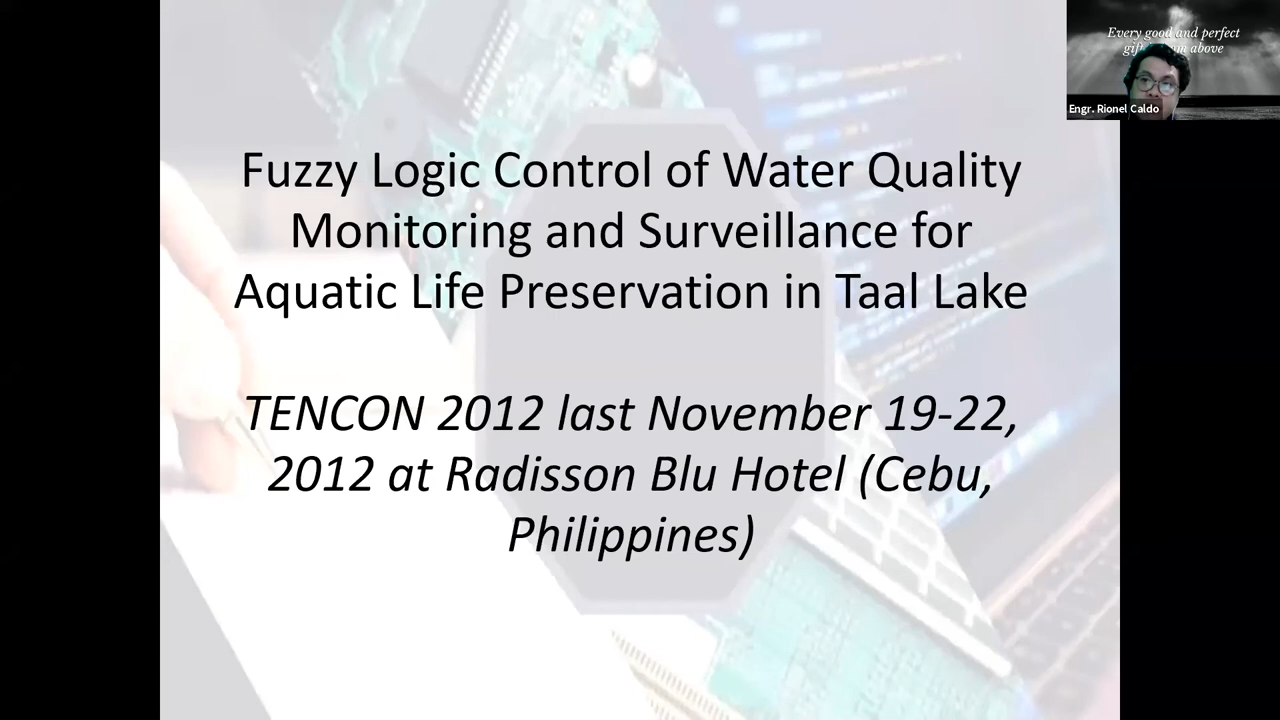 Every good and perfect
above
Engr. Rionel Caldo
Fuzzy Logic Control of Water Quality
Monitoring and Surveillance for
Aquatic Life Preservation in Taal Lake
TENCON 2012 last November 19-22,
2012 at Radisson Blu Hotel (Cebu,
Philippines)